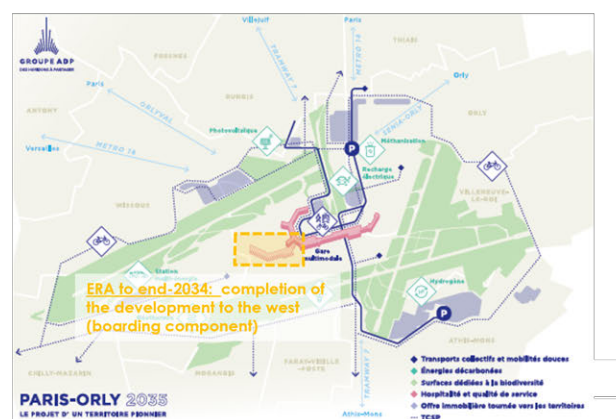 GROUPE ADP
Villejuif
Paris
THIAIS
FRESNES
TRAMWAY 7
METRO 14
Paris
RUNGIS
Orly
ORLYVAL
ANTONY
SENIA-ORLY
ORLY
Photovoltaïque
Méthanisation
Versailles
METRO 18
Recharge
électrique
P
WISSOUS
VILLENEUVE-
LE-ROI
Gare
multimodale
Station
Hydrogène
ERA to end-2034: completion of
the development to the west
(boarding component)
P
ATHIS-MONS
CHILLY-MAZARIN
MORANGIS
PARAY-VIEILLE-
POSTE
TRAMWAY 7
Athis-Mons
Transports collectifs et mobilités douces
Énergies décarbonées
Surfaces dédiées à la biodiversité
Hospitalité et qualité de service
Offre immobilière tournée vers les territoires
TCSP
PARIS-ORLY 2035
LE PROJET D'UN TERRITOIRE PIONNIER